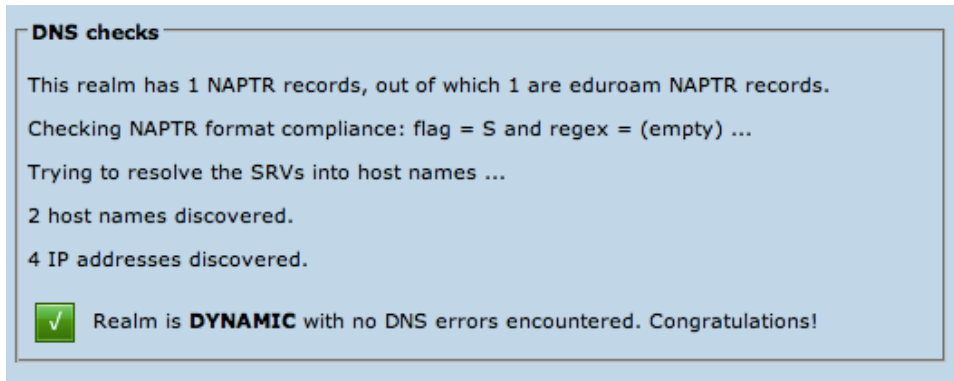 DNS checks
This realm has 1 NAPTR records, out of which 1 are eduroam NAPTR records.
Checking NAPTR format compliance: flag = S and regex = (empty) ...
Trying to resolve the SRVs into host names ...
2 host names discovered.
4 IP addresses discovered.
√ Realm is DYNAMIC with no DNS errors encountered. Congratulations!